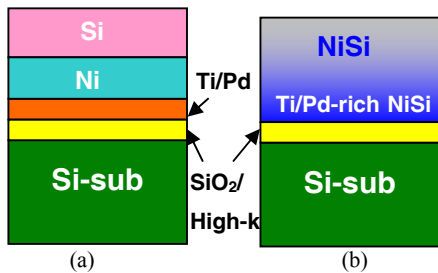 Si
Ni
Ti/Pd
Si-sub
SiO2/
High-k
(a)
NiSi
Ti/Pd-rich NiSi
Si-sub
(b)